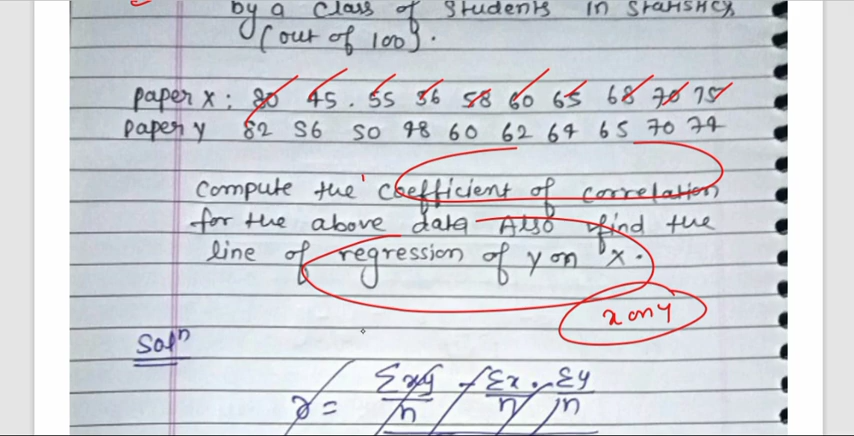 by a class of students in statistics
(out of 100).
paper x : 80 45 . 55 56 58 60 65 68 70 75
paper y 82 56 50 48 60 62 64 65 70 74
compute the coefficient of correlation
for the above data Also find the
line of regression of y on x.
x on y
Solⁿ
r = Σxy/n - Σx/n . Σy/n